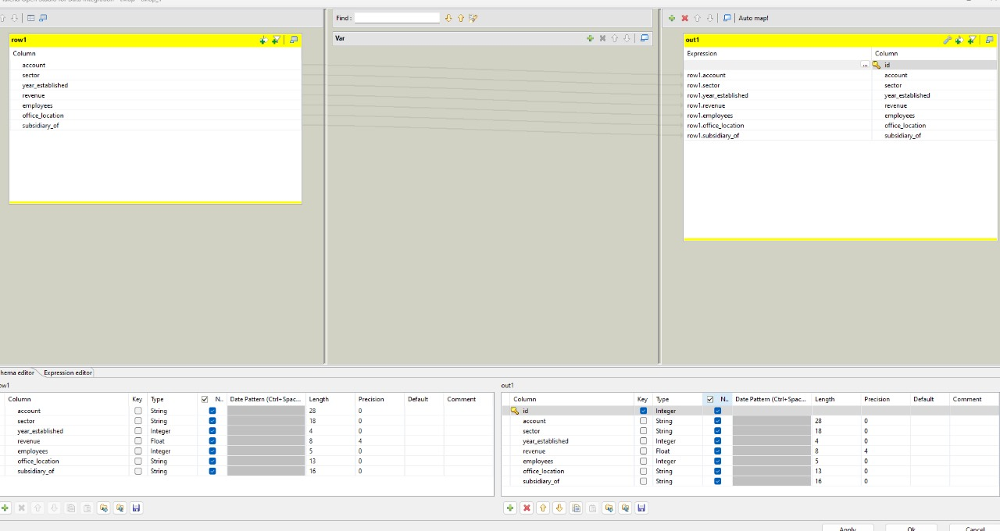 Find :
Auto map!
row1
Column
account
sector
year_established
revenue
employees
office_location
subsidiary_of
Var
out1
Expression Column
... id
row1.account account
row1.sector sector
row1.year_established year_established
row1.revenue revenue
row1.employees employees
row1.office_location office_location
row1.subsidiary_of subsidiary_of
hema editor Expression editor
ow1
Column Key Type N.. Date Pattern (Ctrl+Spac... Length Precision Default Comment
account String 28 0
sector String 18 0
year_established Integer 4 0
revenue Float 8 4
employees Integer 5 0
office_location String 13 0
subsidiary_of String 16 0
out1
Column Key Type N.. Date Pattern (Ctrl+Spac... Length Precision Default Comment
id Integer
account String 28 0
sector String 18 0
year_established Integer 4 0
revenue Float 8 4
employees Integer 5 0
office_location String 13 0
subsidiary_of String 16 0
Apply Ok Cancel